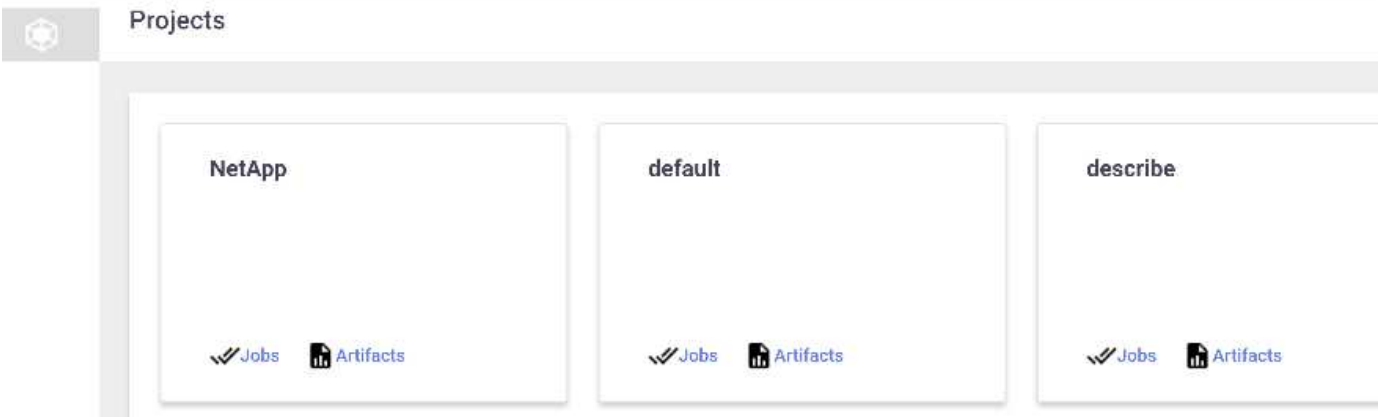 Projects
NetApp
default
describe
Jobs Artifacts
Jobs Artifacts
Jobs Artifacts